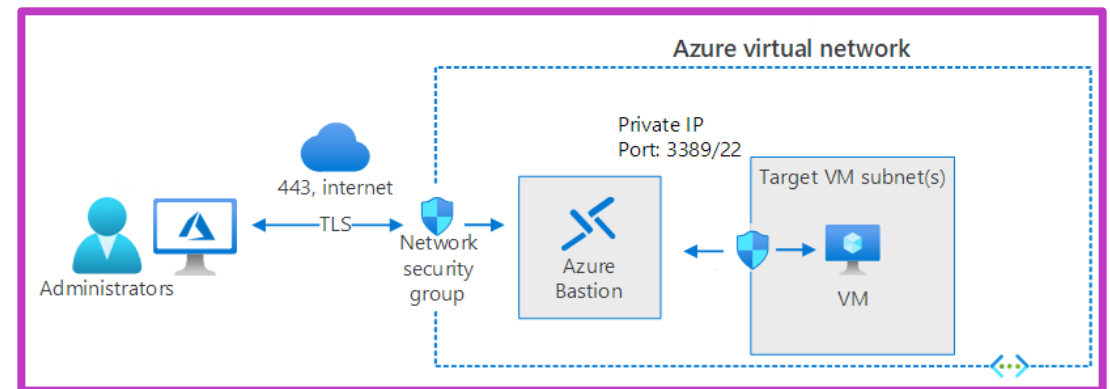 Azure virtual network
Private IP
Port: 3389/22
443, internet
TLS
Network
security
group
Administrators
Azure
Bastion
Target VM subnet(s)
VM